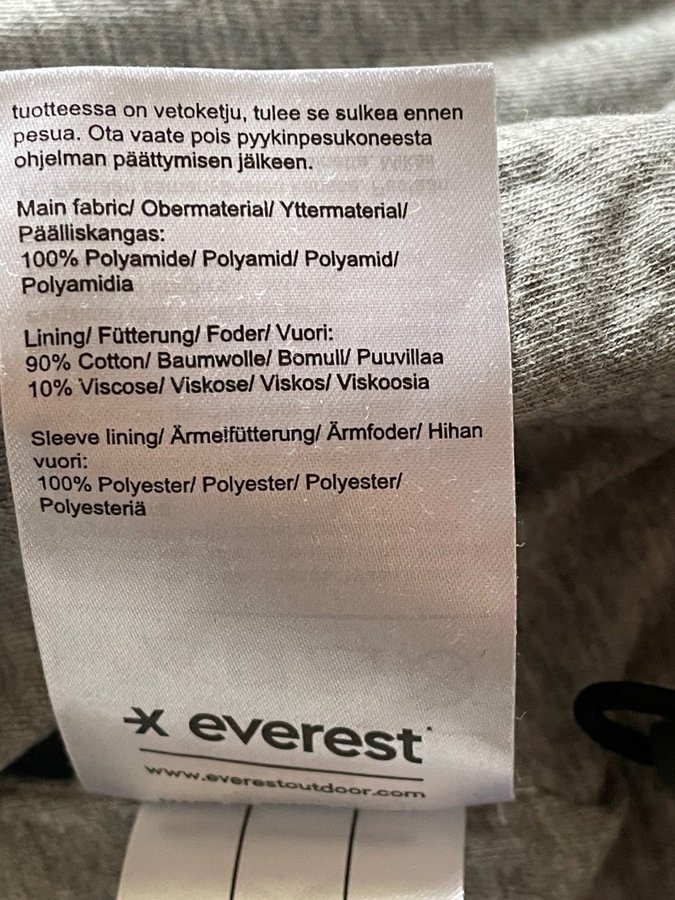 tuotteessa on vetoketju, tulee se sulkea ennen
pesua. Ota vaate pois pyykinpesukoneesta
ohjelman päättymisen jälkeen.
Main fabric/ Obermaterial/ Yttermaterial/
Päälliskangas:
100% Polyamide/ Polyamid/ Polyamid/
Polyamidia
Lining/ Fütterung/ Foder/ Vuori:
90% Cotton/ Baumwolle/ Bomull/ Puuvillaa
10% Viscose/ Viskose/ Viskos/ Viskoosia
Sleeve lining/ Ärmelfütterung/ Ärmfoder/ Hihan
vuori:
100% Polyester/ Polyester/ Polyester/
Polyesteriä
everest
www.everestoutdoor.com